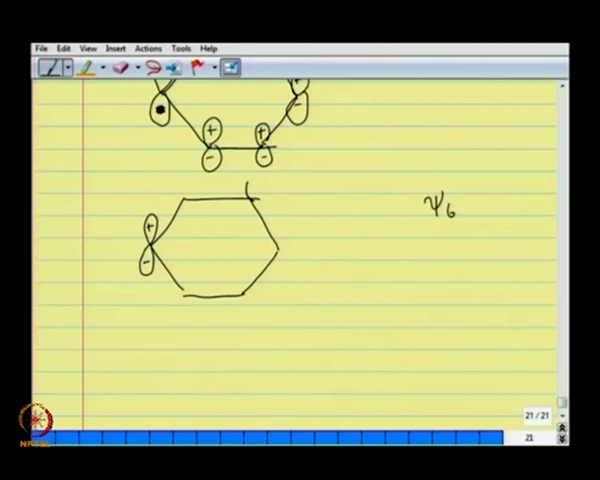 File Edit View Insert Actions Tools Help
+
-
+ +
- -
ψ6
+
-
21 / 21
21
NPTEL